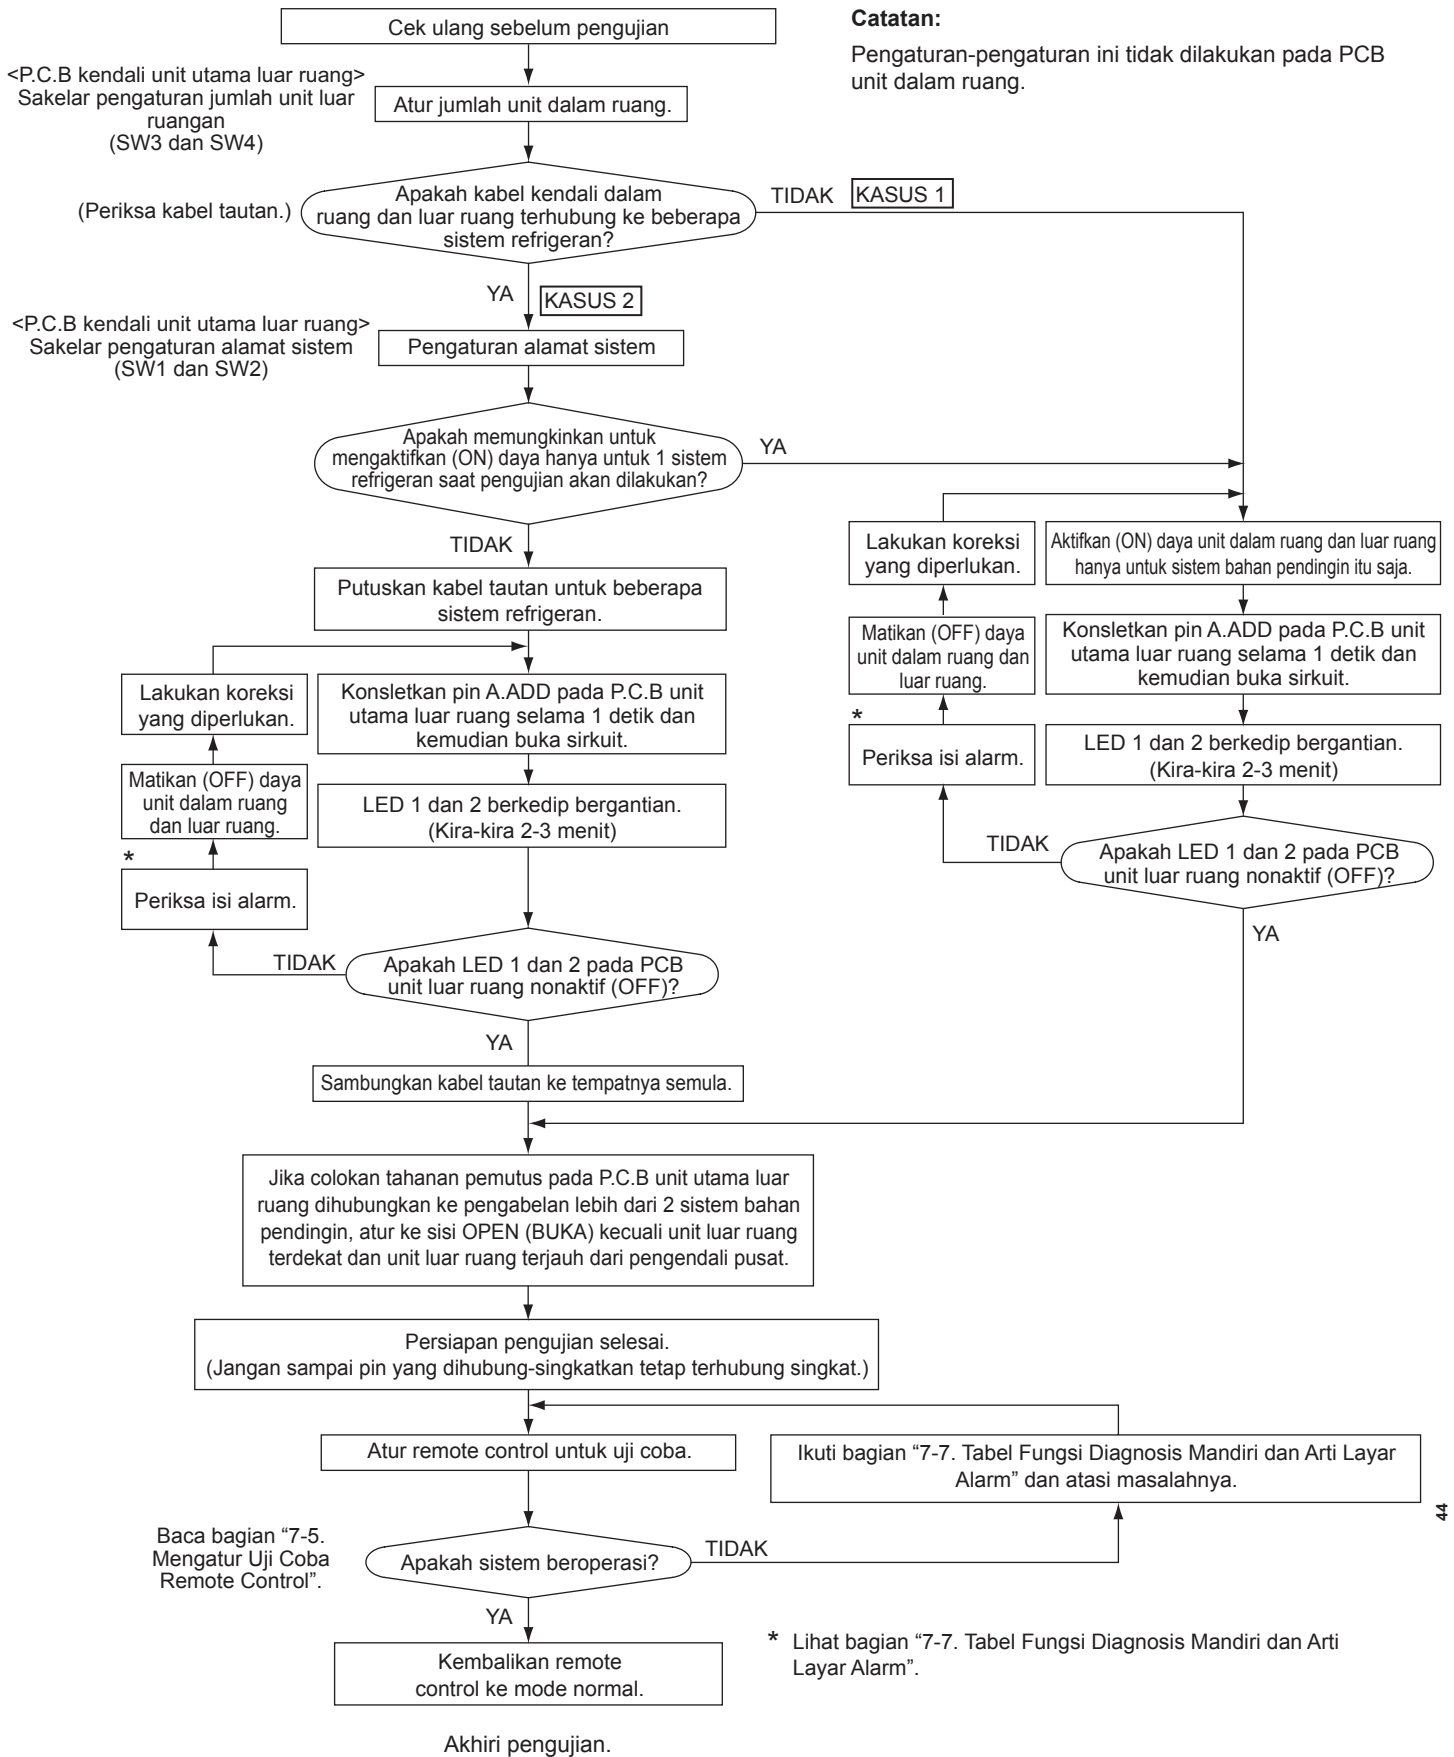 Cek ulang sebelum pengujian
Catatan:
Pengaturan-pengaturan ini tidak dilakukan pada PCB
unit dalam ruang.
<P.C.B kendali unit utama luar ruang>
Sakelar pengaturan jumlah unit luar
ruangan
(SW3 dan SW4)
Atur jumlah unit dalam ruang.
(Periksa kabel tautan.)
Apakah kabel kendali dalam
ruang dan luar ruang terhubung ke beberapa
sistem refrigeran?
TIDAK
KASUS 1
YA
KASUS 2
<P.C.B kendali unit utama luar ruang>
Sakelar pengaturan alamat sistem
(SW1 dan SW2)
Pengaturan alamat sistem
Apakah memungkinkan untuk
mengaktifkan (ON) daya hanya untuk 1 sistem
refrigeran saat pengujian akan dilakukan?
YA
TIDAK
Putuskan kabel tautan untuk beberapa
sistem refrigeran.
Lakukan koreksi
yang diperlukan.
Konsletkan pin A.ADD pada P.C.B unit
utama luar ruang selama 1 detik dan
kemudian buka sirkuit.
Matikan (OFF) daya
unit dalam ruang
dan luar ruang.
LED 1 dan 2 berkedip bergantian.
(Kira-kira 2-3 menit)
*
Periksa isi alarm.
TIDAK
Apakah LED 1 dan 2 pada PCB
unit luar ruang nonaktif (OFF)?
YA
Sambungkan kabel tautan ke tempatnya semula.
Lakukan koreksi
yang diperlukan.
Aktifkan (ON) daya unit dalam ruang dan luar ruang
hanya untuk sistem bahan pendingin itu saja.
Matikan (OFF) daya
unit dalam ruang dan
luar ruang.
Konsletkan pin A.ADD pada P.C.B unit
utama luar ruang selama 1 detik dan
kemudian buka sirkuit.
*
Periksa isi alarm.
LED 1 dan 2 berkedip bergantian.
(Kira-kira 2-3 menit)
TIDAK
Apakah LED 1 dan 2 pada PCB
unit luar ruang nonaktif (OFF)?
YA
Jika colokan tahanan pemutus pada P.C.B unit utama luar
ruang dihubungkan ke pengabelan lebih dari 2 sistem bahan
pendingin, atur ke sisi OPEN (BUKA) kecuali unit luar ruang
terdekat dan unit luar ruang terjauh dari pengendali pusat.
Persiapan pengujian selesai.
(Jangan sampai pin yang dihubung-singkatkan tetap terhubung singkat.)
Atur remote control untuk uji coba.
Ikuti bagian “7-7. Tabel Fungsi Diagnosis Mandiri dan Arti Layar
Alarm” dan atasi masalahnya.
Baca bagian “7-5.
Mengatur Uji Coba
Remote Control”.
Apakah sistem beroperasi?
TIDAK
YA
Kembalikan remote
control ke mode normal.
* Lihat bagian “7-7. Tabel Fungsi Diagnosis Mandiri dan Arti
Layar Alarm”.
Akhiri pengujian.
44